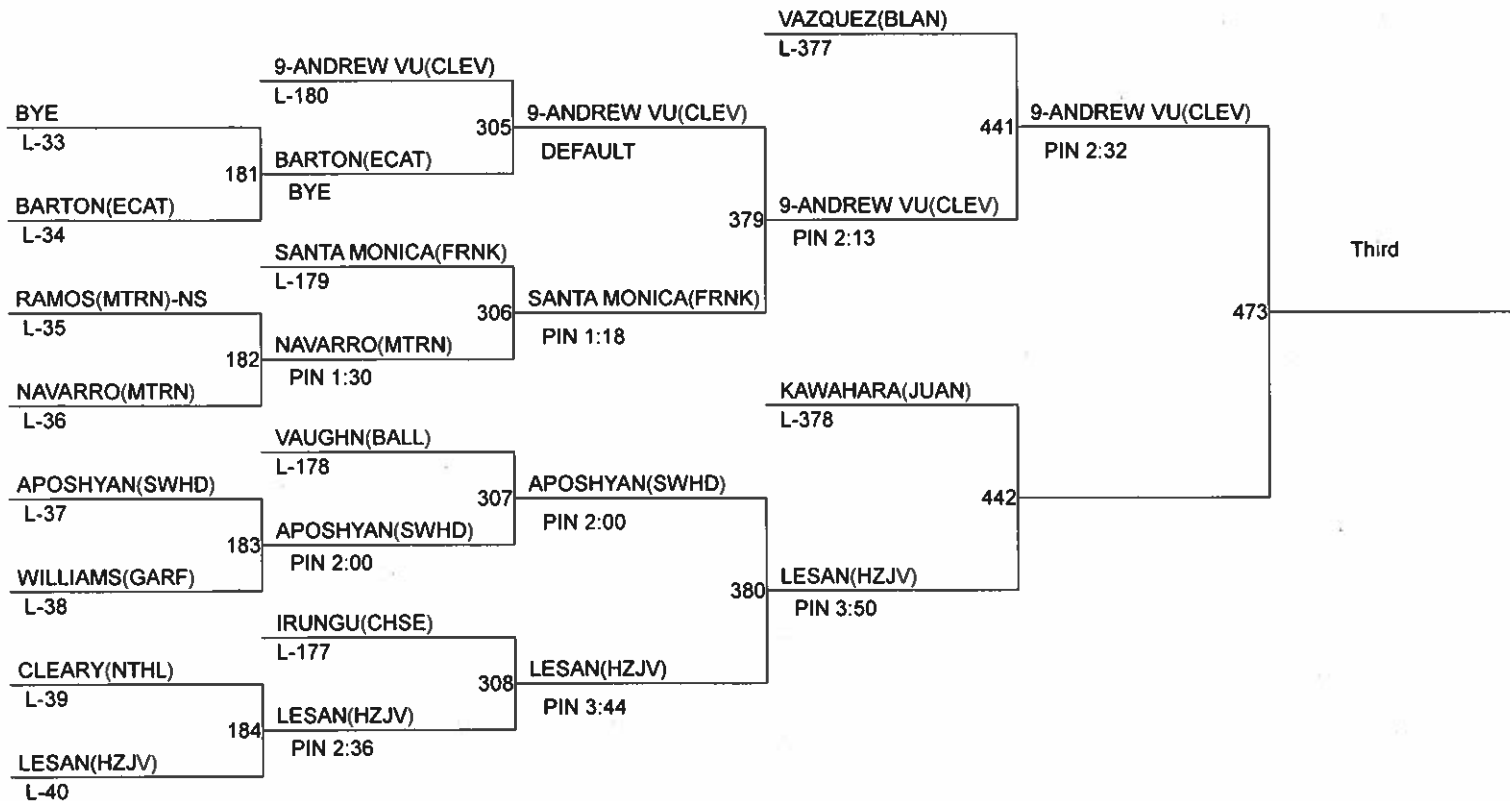 BYE
L-33
181
BARTON(ECAT)
L-34
RAMOS(MTRN)-NS
L-35
182
NAVARRO(MTRN)
L-36
APOSHYAN(SWHD)
L-37
183
WILLIAMS(GARF)
L-38
CLEARY(NTHL)
L-39
184
LESAN(HZJV)
L-40
9-ANDREW VU(CLEV)
L-180
305
BARTON(ECAT)
BYE
SANTA MONICA(FRNK)
L-179
306
NAVARRO(MTRN)
PIN 1:30
VAUGHN(BALL)
L-178
307
APOSHYAN(SWHD)
PIN 2:00
IRUNGU(CHSE)
L-177
308
LESAN(HZJV)
PIN 2:36
9-ANDREW VU(CLEV)
DEFAULT
379
SANTA MONICA(FRNK)
PIN 1:18
APOSHYAN(SWHD)
PIN 2:00
380
LESAN(HZJV)
PIN 3:44
VAZQUEZ(BLAN)
L-377
441
9-ANDREW VU(CLEV)
PIN 2:13
KAWAHARA(JUAN)
L-378
442
LESAN(HZJV)
PIN 3:50
9-ANDREW VU(CLEV)
PIN 2:32
473
Third